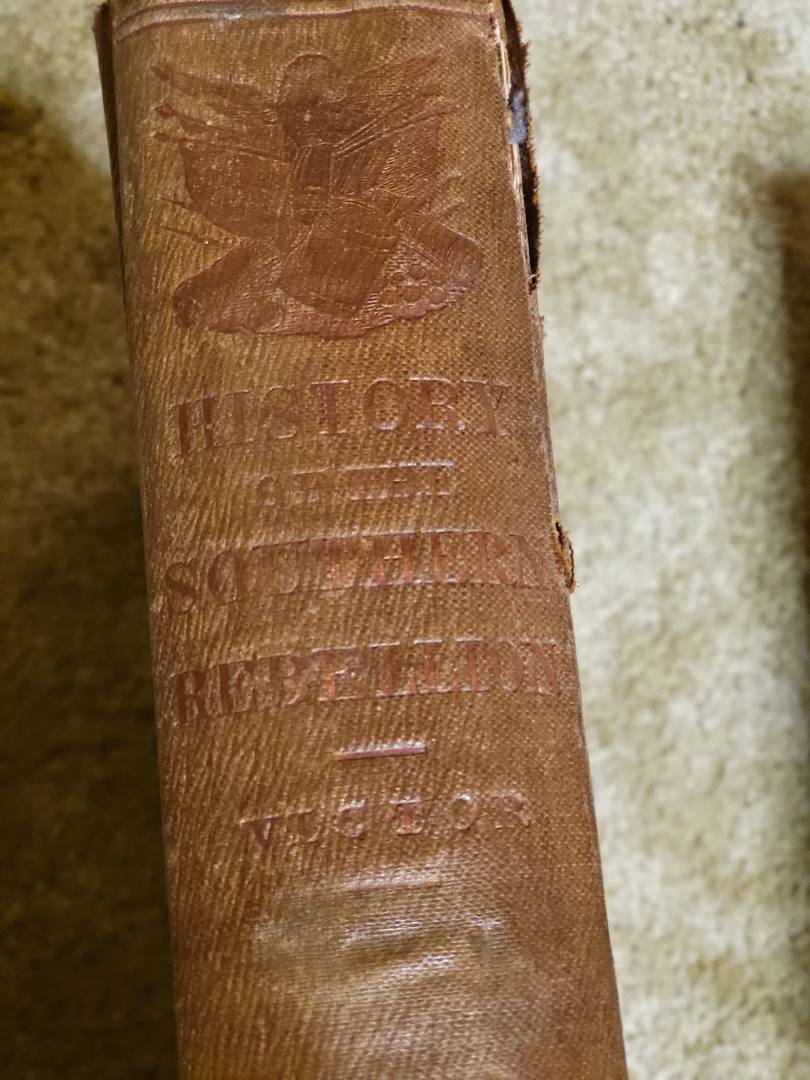 HISTORY
OF THE
SOUTHERN
REBELLION
VICTOR